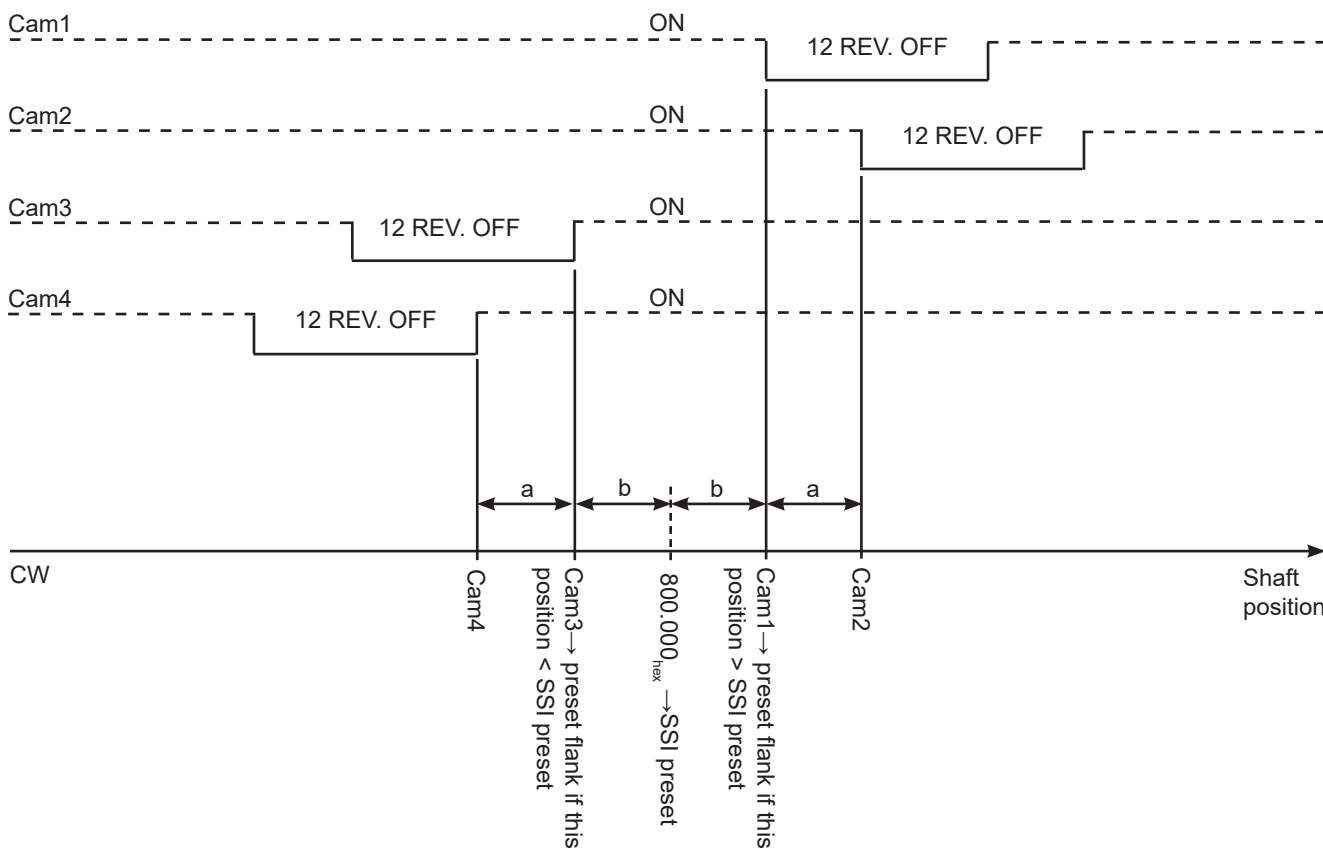 Cam1
ON
12 REV. OFF
Cam2
ON
12 REV. OFF
Cam3
12 REV. OFF
ON
Cam4
12 REV. OFF
ON
a
b
b
a
CW
Cam4
Cam3→ preset flank if this
position < SSI preset
800.000hex →SSI preset
Cam1→ preset flank if this
position > SSI preset
Cam2
Shaft
position